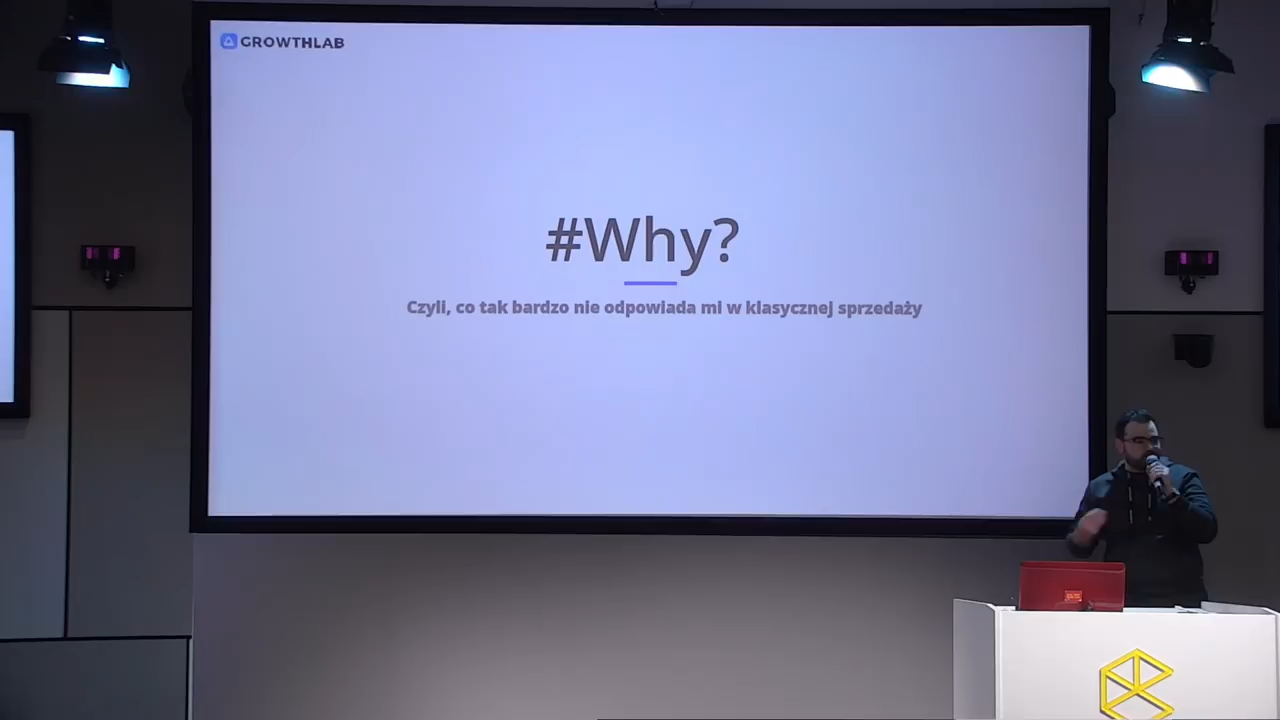 GROWTHLAB
#Why?
Czyli, co tak bardzo nie odpowiada mi w klasycznej sprzedaży